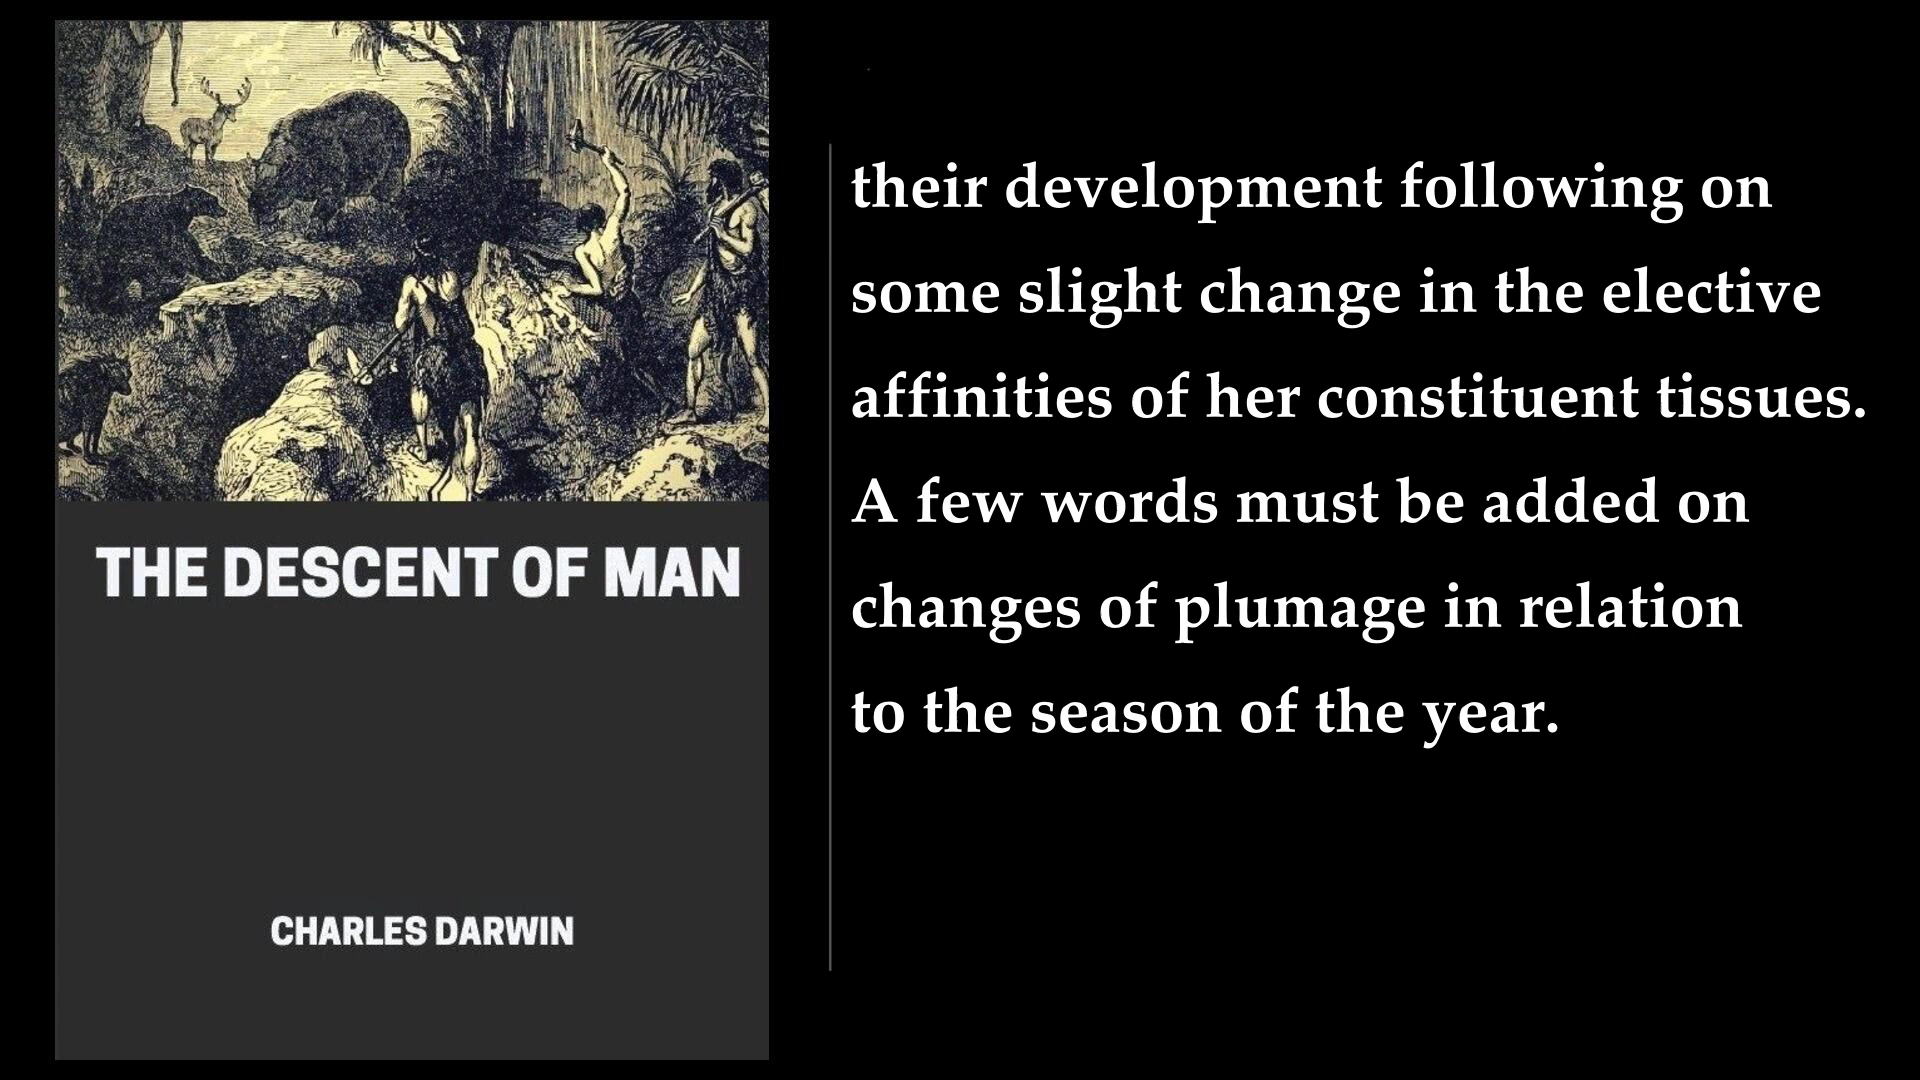 THE DESCENT OF MAN
CHARLES DARWIN
their development following on
some slight change in the elective
affinities of her constituent tissues.
A few words must be added on
changes of plumage in relation
to the season of the year.